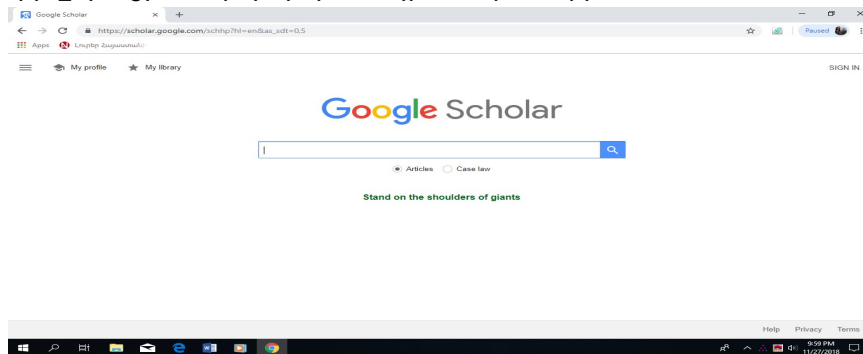 Google Scholar
https://scholar.google.com/schhp?hl=en&as_sdt=0,5
Paused
Apps
Լուրեր Հայաստանի
My profile
My library
SIGN IN
Google Scholar
Articles
Case law
Stand on the shoulders of giants
Help
Privacy
Terms
9:59 PM
11/27/2018